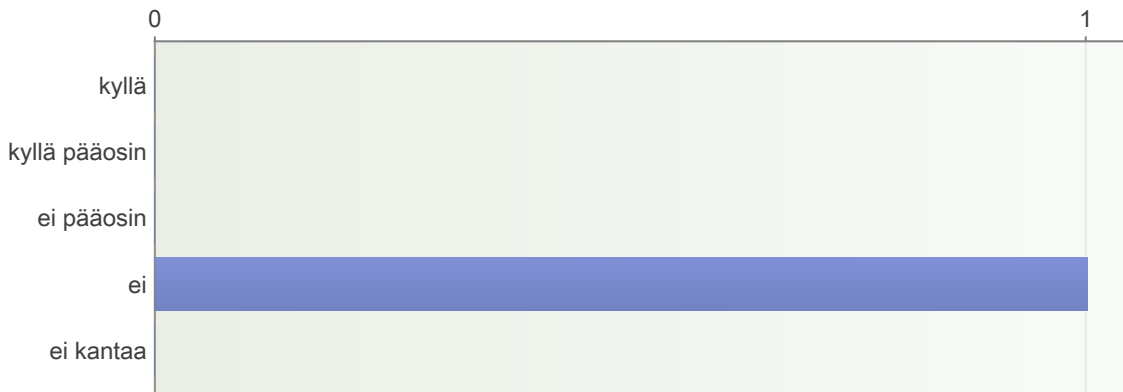 0 1
kyllä
kyllä pääosin
ei pääosin
ei
ei kantaa